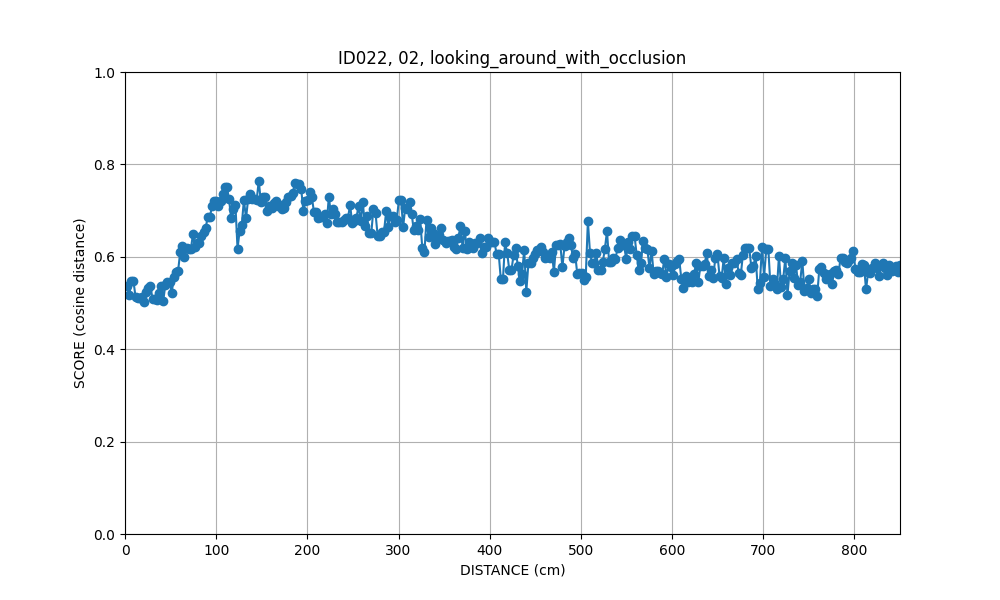 ID022, 02, looking_around_with_occlusion
1.0
0.8
0.6
0.4
0.2
0.0
SCORE (cosine distance)
0 100 200 300 400 500 600 700 800
DISTANCE (cm)